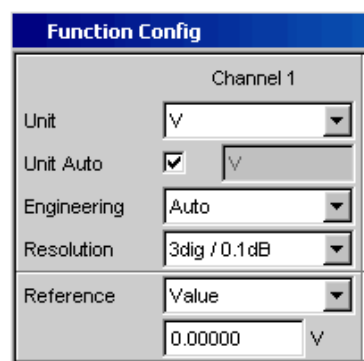 Function Config
Channel 1
Unit V
Unit Auto V
Engineering Auto
Resolution 3dig / 0.1dB
Reference Value
0.00000 V